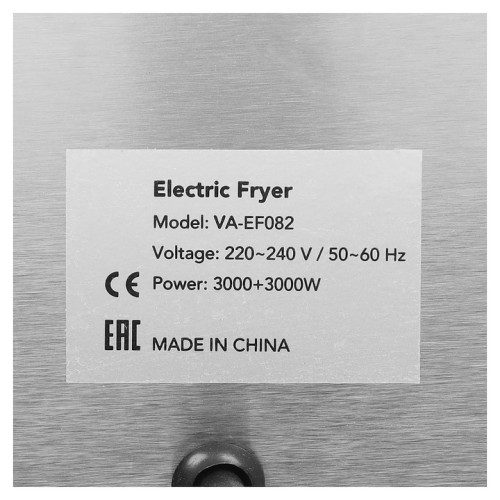 Electric Fryer
Model: VA-EF082
Voltage: 220~240 V / 50~60 Hz
CE Power: 3000+3000W
EAC MADE IN CHINA